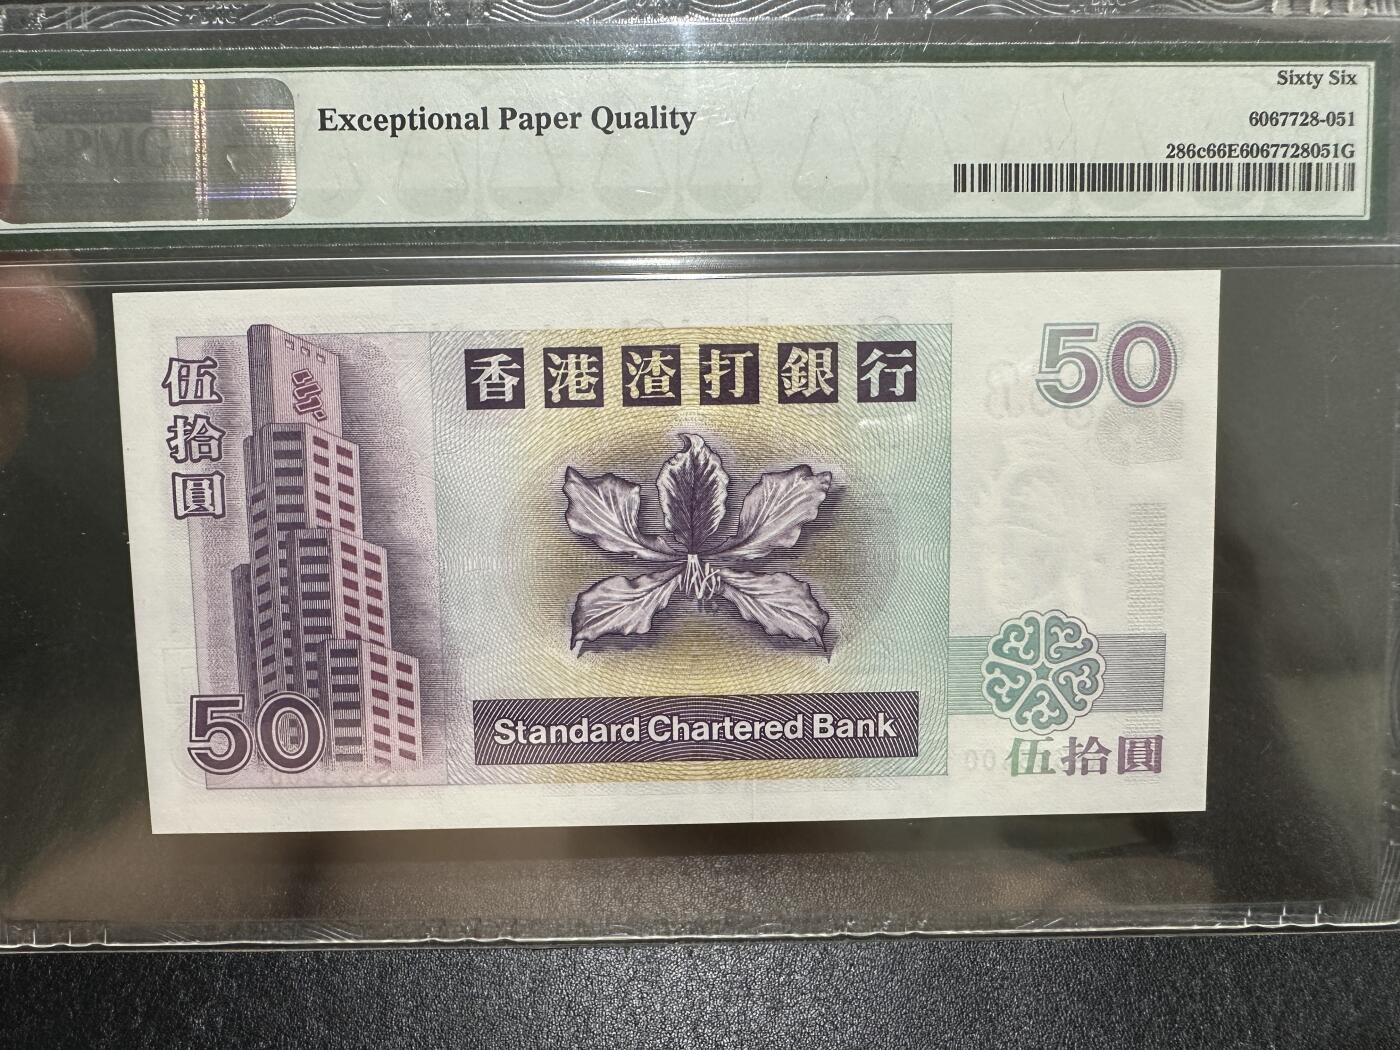 PMG
Exceptional Paper Quality
Sixty Six
6067728-051
286c66E6067728051G
香港渣打銀行
50
伍拾圓
50
Standard Chartered Bank
伍拾圓